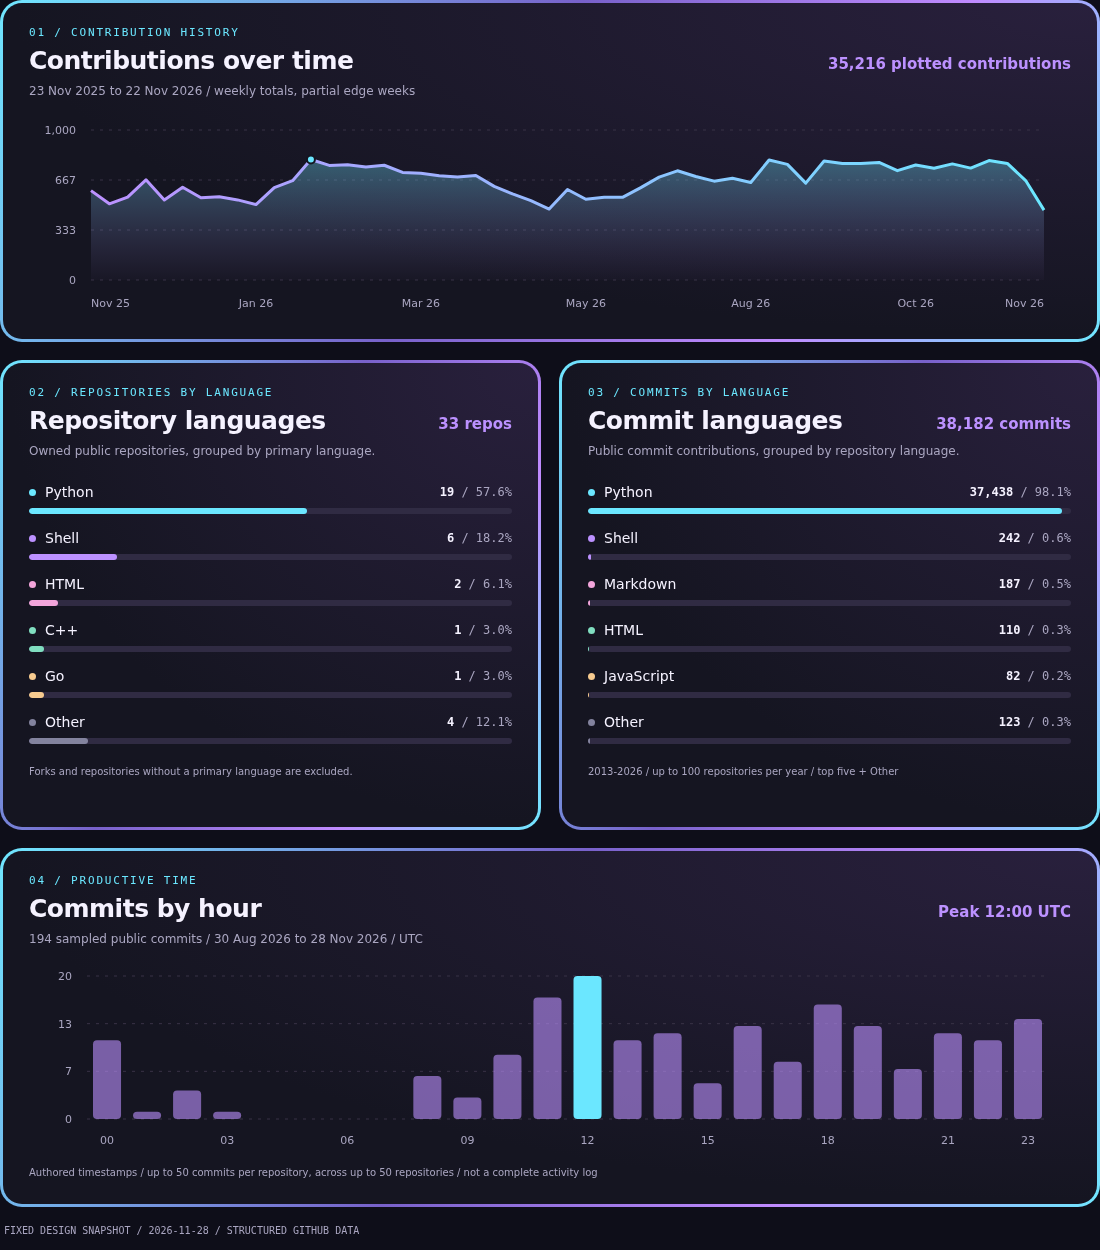 01 / CONTRIBUTION HISTORY
Contributions over time
35,216 plotted contributions
23 Nov 2025 to 22 Nov 2026 / weekly totals, partial edge weeks
1,000
667
333
0
Nov 25 Jan 26 Mar 26 May 26 Aug 26 Oct 26 Nov 26
02 / REPOSITORIES BY LANGUAGE
Repository languages
33 repos
Owned public repositories, grouped by primary language.
Python 19 / 57.6%
Shell 6 / 18.2%
HTML 2 / 6.1%
C++ 1 / 3.0%
Go 1 / 3.0%
Other 4 / 12.1%
Forks and repositories without a primary language are excluded.
03 / COMMITS BY LANGUAGE
Commit languages
38,182 commits
Public commit contributions, grouped by repository language.
Python 37,438 / 98.1%
Shell 242 / 0.6%
Markdown 187 / 0.5%
HTML 110 / 0.3%
JavaScript 82 / 0.2%
Other 123 / 0.3%
2013-2026 / up to 100 repositories per year / top five + Other
04 / PRODUCTIVE TIME
Commits by hour
Peak 12:00 UTC
194 sampled public commits / 30 Aug 2026 to 28 Nov 2026 / UTC
20
13
7
0
00 03 06 09 12 15 18 21 23
Authored timestamps / up to 50 commits per repository, across up to 50 repositories / not a complete activity log
FIXED DESIGN SNAPSHOT / 2026-11-28 / STRUCTURED GITHUB DATA